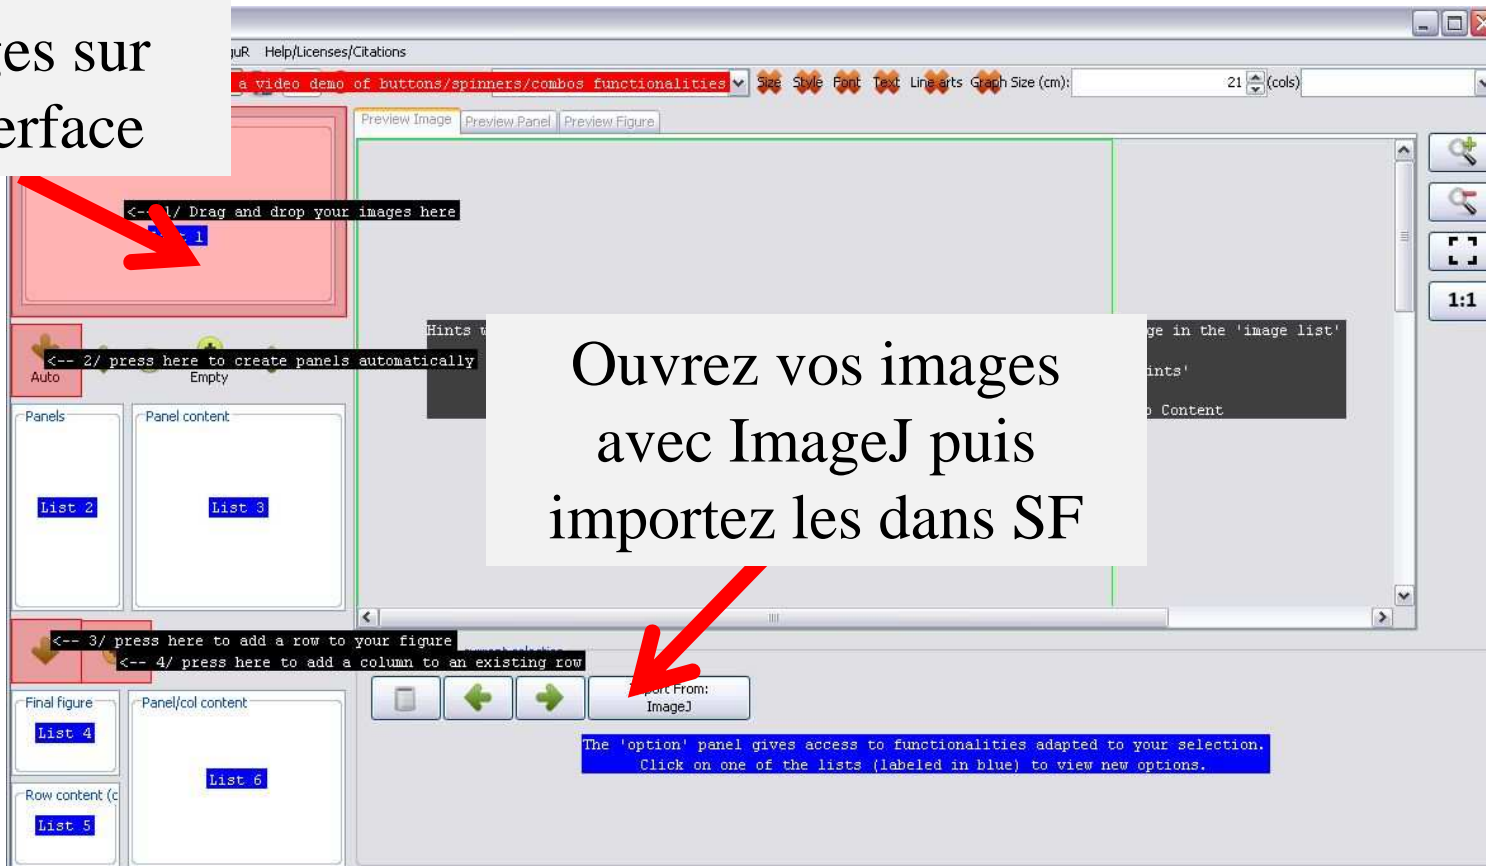 sur
Help/Licenses/Citations
a video demo of buttons/spinners/combos functionalities
Size Style Font Text Line arts Graph Size (cm): 21 (cols)
Preview Image Preview Panel Preview Figure
<-- 1/ Drag and drop your images here
1
1:1
Hints
in the 'image list'
Ouvrez vos images
avec ImageJ puis
importez les dans SF
<-- 2/ press here to create panels automatically
Auto
Empty
Content
Panels
Panel content
List 2
List 3
<-- 3/ press here to add a row to your figure
<-- 4/ press here to add a column to an existing row
From:
ImageJ
Final figure
Panel/col content
List 4
The 'option' panel gives access to functionalities adapted to your selection.
Click on one of the lists (labeled in blue) to view new options.
List 6
Row content
List 5